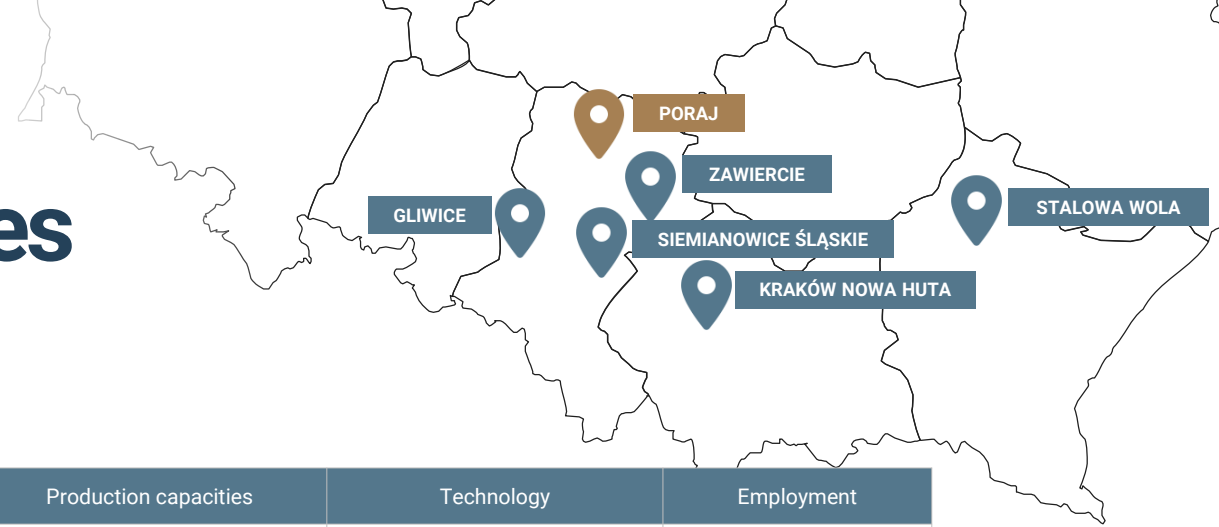 PORAJ
ZAWIERCIE
GLIWICE
STALOWA WOLA
es
SIEMIANOWICE ŚLĄSKIE
KRAKÓW NOWA HUTA
Production capacities
Technology
Employment